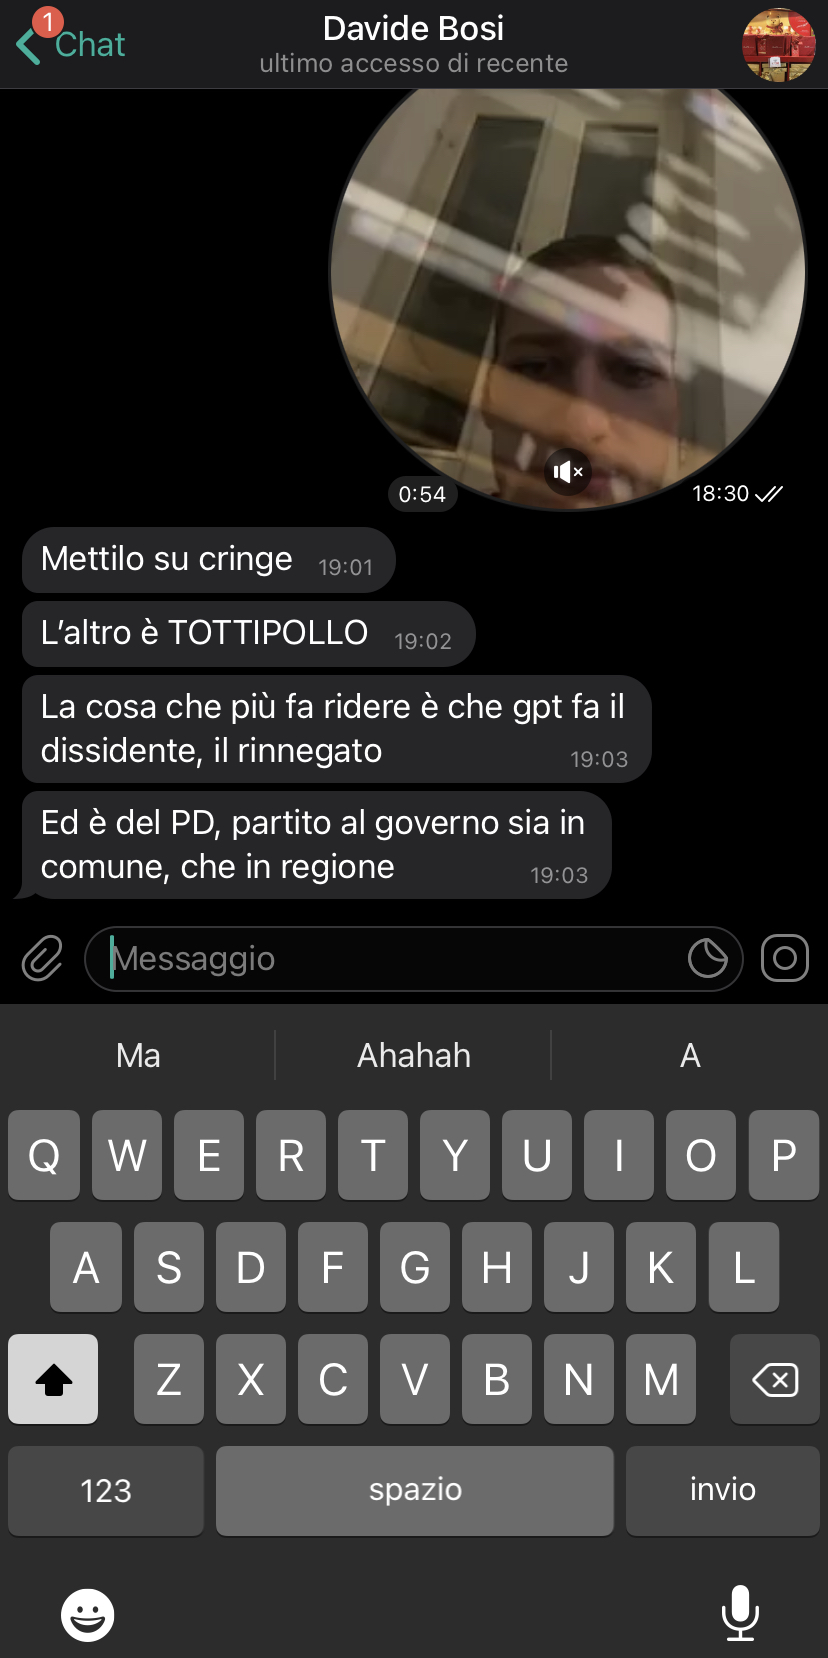 1
Chat
Davide Bosi
ultimo accesso di recente
0:54
18:30
Mettilo su cringe 19:01
L’altro è TOTTIPOLLO 19:02
La cosa che più fa ridere è che gpt fa il
dissidente, il rinnegato 19:03
Ed è del PD, partito al governo sia in
comune, che in regione 19:03
Messaggio
Ma Ahahah A
Q W E R T Y U I O P
A S D F G H J K L
Z X C V B N M
123 spazio invio